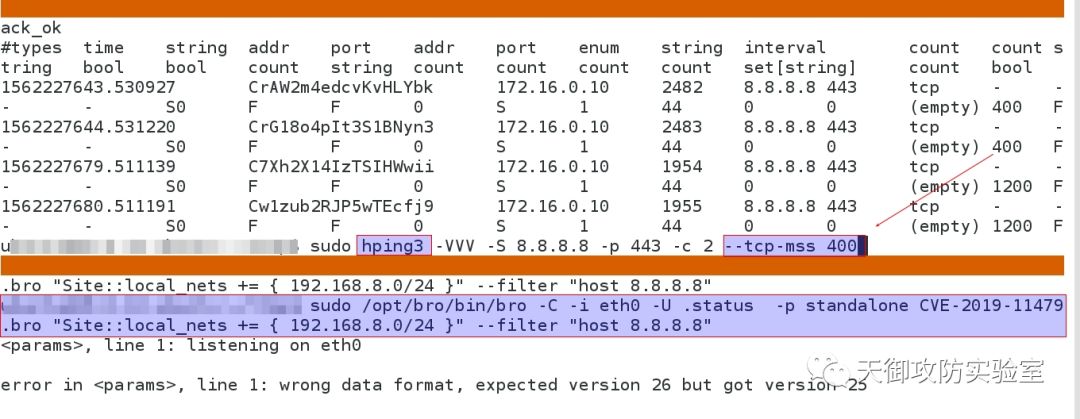 ack_ok
#types time string addr port addr port enum string interval count count s
tring bool bool count string count count string count set[string] count bool
1562227643.530927 CrAW2m4edcvKvHLYbk 172.16.0.10 2482 8.8.8.8 443 tcp - -
- - S0 F F 0 S 1 44 0 0 (empty) 400 F
1562227644.531220 CrG18o4pIt3S1BNyn3 172.16.0.10 2483 8.8.8.8 443 tcp - -
- - S0 F F 0 S 1 44 0 0 (empty) 400 F
1562227679.511139 C7Xh2X14IzTSIHWwii 172.16.0.10 1954 8.8.8.8 443 tcp - -
- - S0 F F 0 S 1 44 0 0 (empty) 1200 F
1562227680.511191 Cw1zub2RJP5wTEcfj9 172.16.0.10 1955 8.8.8.8 443 tcp - -
- - S0 F F 0 S 1 44 0 0 (empty) 1200 F
sudo hping3 -VVV -S 8.8.8.8 -p 443 -c 2 --tcp-mss 400
.bro "Site::local_nets += { 192.168.8.0/24 }" --filter "host 8.8.8.8"
sudo /opt/bro/bin/bro -C -i eth0 -U .status -p standalone CVE-2019-11479
.bro "Site::local_nets += { 192.168.8.0/24 }" --filter "host 8.8.8.8"
<params>, line 1: listening on eth0
error in <params>, line 1: wrong data format, expected version 26 but got version 25
天御攻防实验室